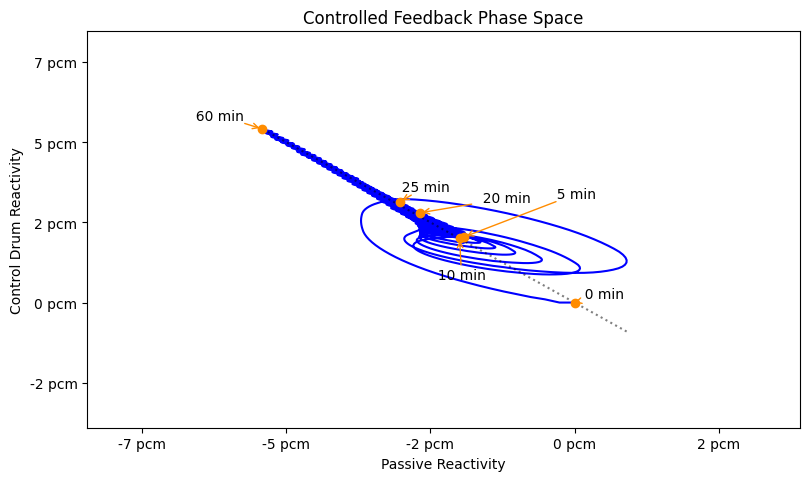 Controlled Feedback Phase Space
Control Drum Reactivity
7 pcm
5 pcm
2 pcm
0 pcm
-2 pcm
60 min
25 min
20 min
5 min
10 min
0 min
-7 pcm
-5 pcm
-2 pcm
0 pcm
2 pcm
Passive Reactivity